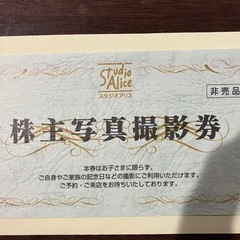 Studio
Alice
スタジオアリス
非売品
株主写真撮影券
本券はお子さまに限らず、
ご自身やご家族の記念日などの撮影にご利用いただけます。
ご予約・ご来店をお待ちいたしております。